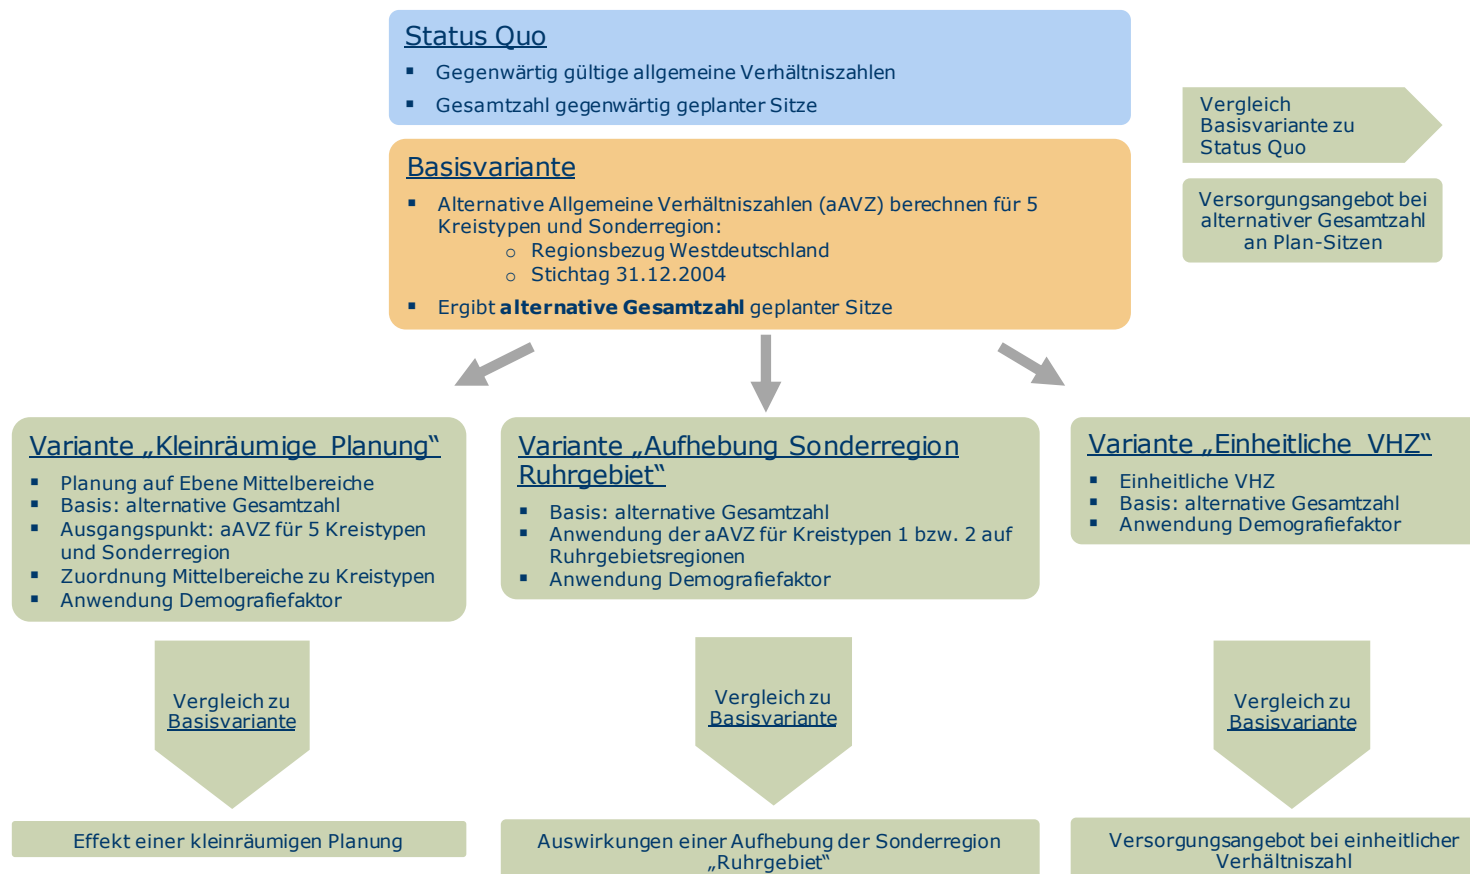 Status Quo
▪ Gegenwärtig gültige allgemeine Verhältniszahlen
▪ Gesamtzahl gegenwärtig geplanter Sitze
Vergleich
Basisvariante zu
Status Quo
Versorgungsangebot bei
alternativer Gesamtzahl
an Plan-Sitzen
Basisvariante
▪ Alternative Allgemeine Verhältniszahlen (aAVZ) berechnen für 5
Kreistypen und Sonderregion:
o Regionsbezug Westdeutschland
o Stichtag 31.12.2004
▪ Ergibt alternative Gesamtzahl geplanter Sitze
Variante „Kleinräumige Planung“
▪ Planung auf Ebene Mittelbereiche
▪ Basis: alternative Gesamtzahl
▪ Ausgangspunkt: aAVZ für 5 Kreistypen
und Sonderregion
▪ Zuordnung Mittelbereiche zu Kreistypen
▪ Anwendung Demografiefaktor
Variante „Aufhebung Sonderregion
Ruhrgebiet“
▪ Basis: alternative Gesamtzahl
▪ Anwendung der aAVZ für Kreistypen 1 bzw. 2 auf
Ruhrgebietsregionen
▪ Anwendung Demografiefaktor
Variante „Einheitliche VHZ“
▪ Einheitliche VHZ
▪ Basis: alternative Gesamtzahl
▪ Anwendung Demografiefaktor
Vergleich zu
Basisvariante
Vergleich zu
Basisvariante
Vergleich zu
Basisvariante
Effekt einer kleinräumigen Planung
Auswirkungen einer Aufhebung der Sonderregion
„Ruhrgebiet“
Versorgungsangebot bei einheitlicher
Verhältniszahl